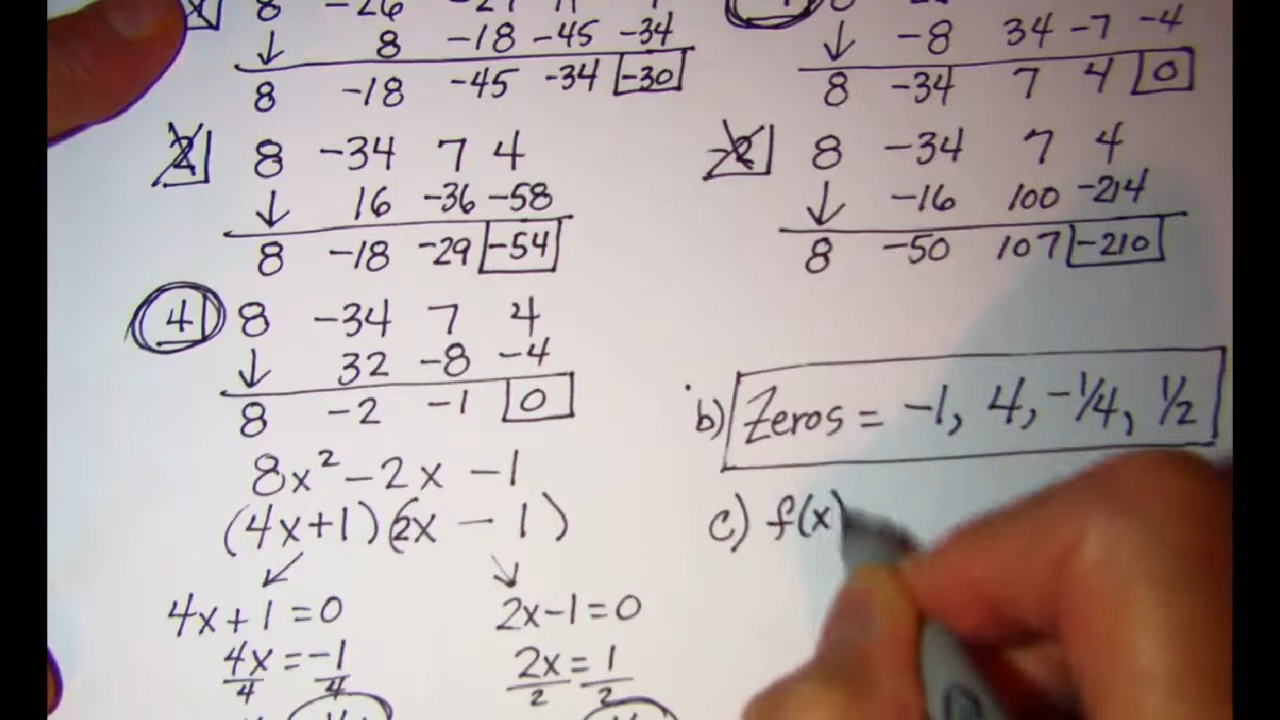 8 -26
8 -18 -45 -34
8 -18 -45 -34 -30
2 8 -34 7 4
16 -36 -58
8 -18 -29 -54
4 8 -34 7 4
32 -8 -4
8 -2 -1 0
8x² - 2x - 1
(4x+1)(2x - 1)
4x+1=0
4x = -1
4 4
2x-1=0
2x = 1
2 2
-8 34 -7 -4
8 -34 7 4 0
-2 8 -34 7 4
-16 100 -214
8 -50 107 -210
b) Zeros = -1, 4, -1/4, 1/2
c) f(x)